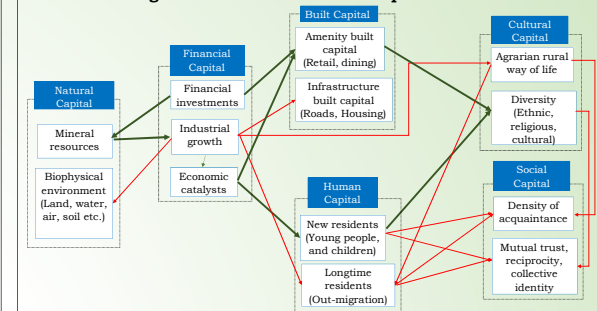 Built Capital
Amenity built
capital
(Retail, dining)
Infrastructure
built capital
(Roads, Housing)
Cultural
Capital
Agrarian rural
way of life
Diversity
(Ethnic,
religious,
cultural)
Financial
Capital
Financial
investments
Industrial
growth
Economic
catalysts
Natural
Capital
Mineral
resources
Biophysical
environment
(Land, water,
air, soil etc.)
Human
Capital
New residents
(Young people,
and children)
Longtime
residents
(Out-migration)
Social
Capital
Density of
acquaintance
Mutual trust,
reciprocity,
collective
identity